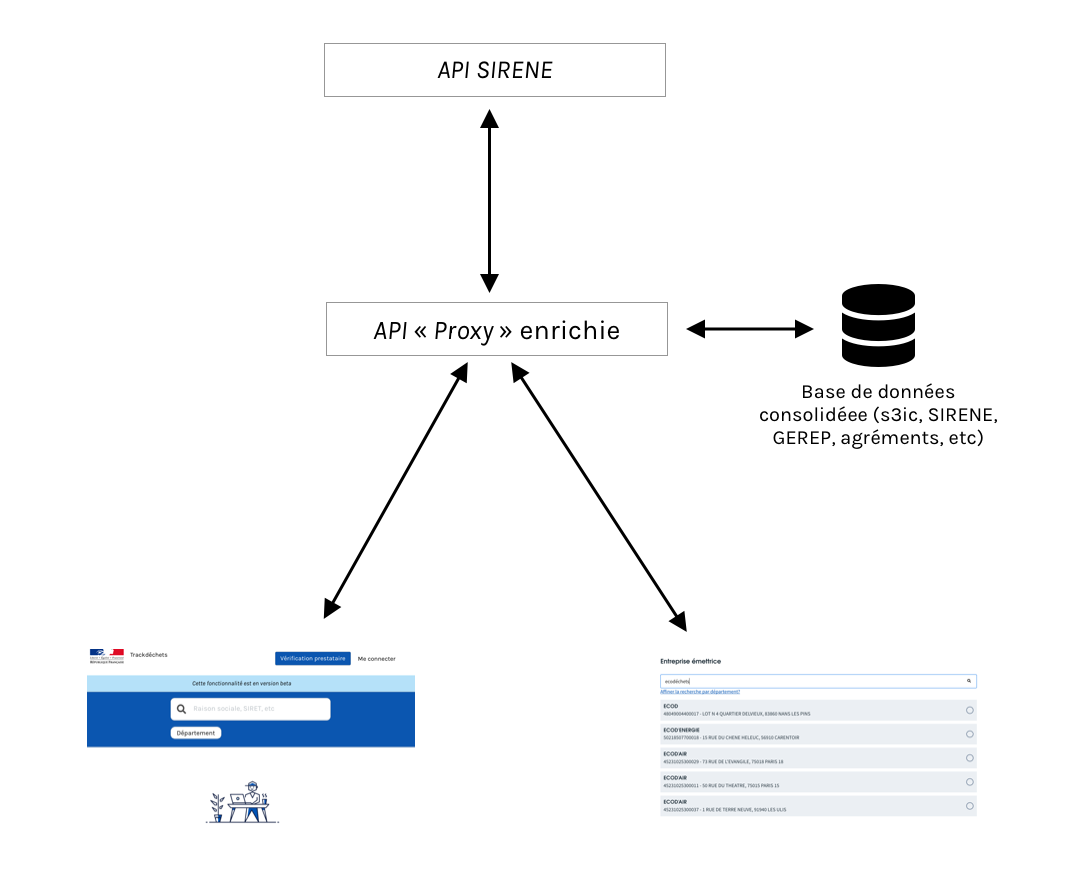 API SIRENE
API « Proxy » enrichie
Base de données
consolidéee (s3ic, SIRENE,
GEREP, agréments, etc)
RÉPUBLIQUE FRANÇAISE
Trackdéchets
Vérification prestataire
Me connecter
Cette fonctionnalité est en version beta
Raison sociale, SIRET, etc
Département
Entreprise émettrice
ecodéchets
Affiner la recherche par département?
ECOD
48049004400017 - LOT N 4 QUARTIER DELVIEUX, 83860 NANS LES PINS
ECOD'ENERGIE
50218507700018 - 15 RUE DU CHENE HELEUC, 56910 CARENTOIR
ECOD'AIR
45231025300029 - 73 RUE DE L'EVANGILE, 75018 PARIS 18
ECOD'AIR
45231025300011 - 50 RUE DU THEATRE, 75015 PARIS 15
ECOD'AIR
45231025300037 - 1 RUE DE TERRE NEUVE, 91940 LES ULIS